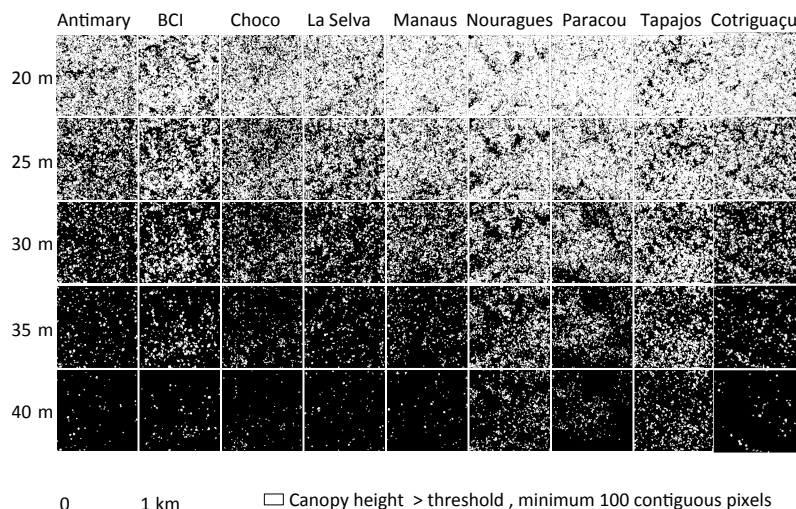 Antimary BCI Choco La Selva Manaus Nouragues Paracou Tapajos Cotriguaçu
20 m
25 m
30 m
35 m
40 m
0 1 km Canopy height > threshold , minimum 100 contiguous pixels